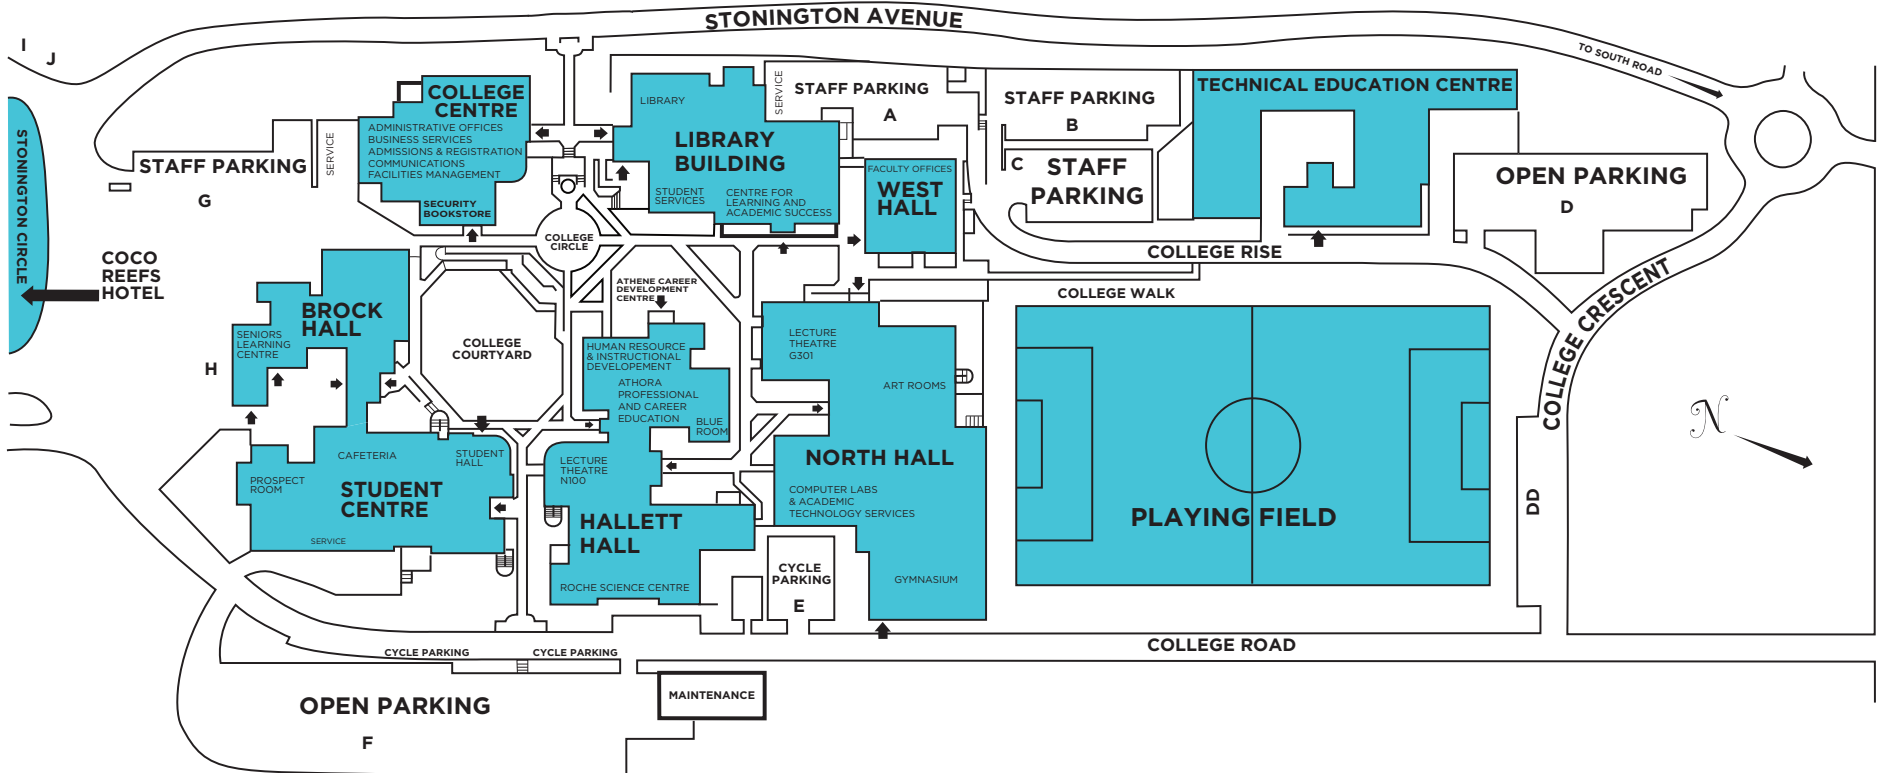 STONINGTON AVENUE
TO SOUTH ROAD
I
J
STONINGTON CIRCLE
COCO
REEFS
HOTEL
STAFF PARKING
G
SERVICE
COLLEGE
CENTRE
ADMINISTRATIVE OFFICES
BUSINESS SERVICES
ADMISSIONS & REGISTRATION
COMMUNICATIONS
FACILITIES MANAGEMENT
SECURITY
BOOKSTORE
COLLEGE
CIRCLE
LIBRARY
LIBRARY
BUILDING
STUDENT
SERVICES
CENTRE FOR
LEARNING AND
ACADEMIC SUCCESS
SERVICE
STAFF PARKING
A
FACULTY OFFICES
WEST
HALL
STAFF PARKING
B
C
STAFF
PARKING
TECHNICAL EDUCATION CENTRE
OPEN PARKING
D
COLLEGE RISE
COLLEGE WALK
COLLEGE CRESCENT
BROCK
HALL
SENIORS
LEARNING
CENTRE
H
COLLEGE
COURTYARD
ATHENE CAREER
DEVELOPMENT
CENTRE
HUMAN RESOURCE
& INSTRUCTIONAL
DEVELOPEMENT
ATHORA
PROFESSIONAL
AND CAREER
EDUCATION
BLUE
ROOM
LECTURE
THEATRE
N100
HALLETT
HALL
ROCHE SCIENCE CENTRE
LECTURE
THEATRE
G301
ART ROOMS
NORTH HALL
COMPUTER LABS
& ACADEMIC
TECHNOLOGY SERVICES
GYMNASIUM
PLAYING FIELD
DD
N
CAFETERIA
STUDENT
HALL
PROSPECT
ROOM
STUDENT
CENTRE
SERVICE
CYCLE
PARKING
E
COLLEGE ROAD
CYCLE PARKING
CYCLE PARKING
OPEN PARKING
F
MAINTENANCE